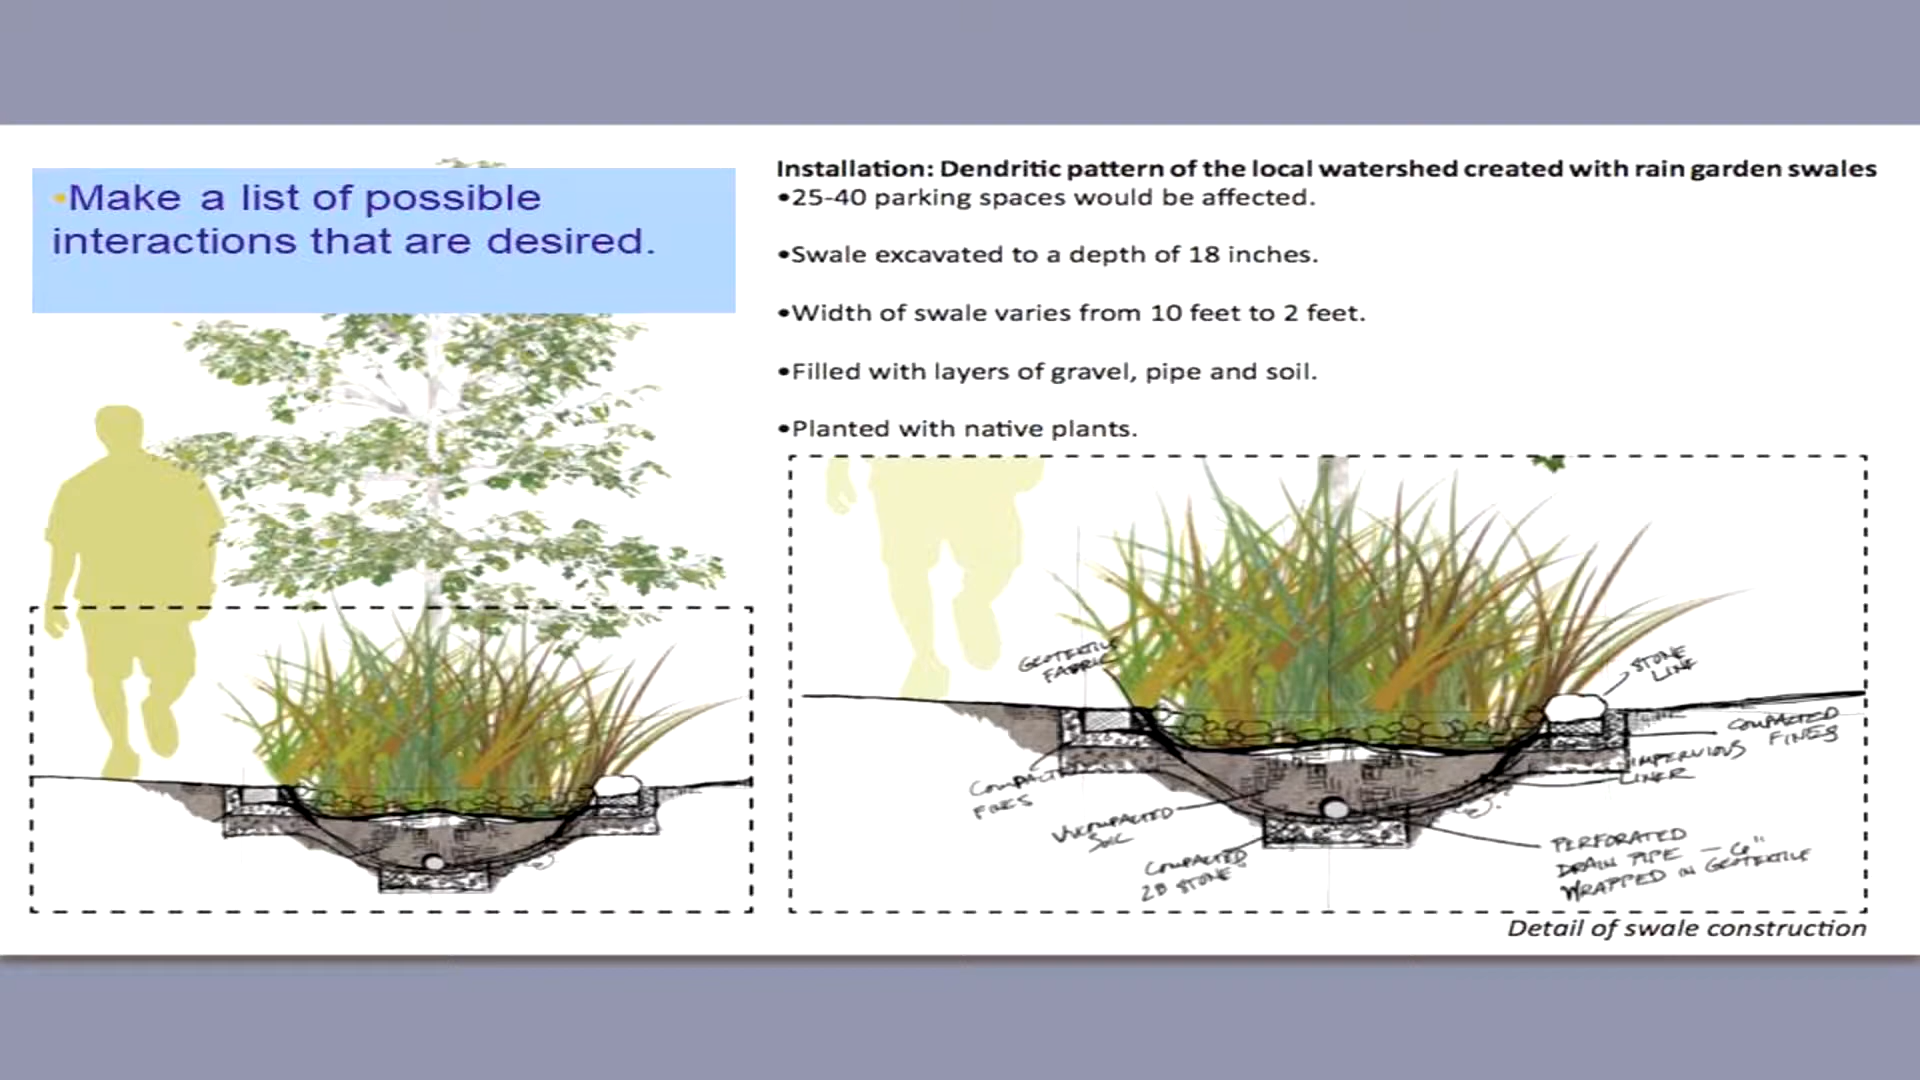 •Make a list of possible
interactions that are desired.
Installation: Dendritic pattern of the local watershed created with rain garden swales
•25-40 parking spaces would be affected.
•Swale excavated to a depth of 18 inches.
•Width of swale varies from 10 feet to 2 feet.
•Filled with layers of gravel, pipe and soil.
•Planted with native plants.
GEOTEXTILE
FABRIC
STONE
LINE
COMPACTED
FINES
IMPERVIOUS
LINER
COMPACTED
FINES
UNCOMPACTED
SOIL
COMPACTED
2B STONE
PERFORATED
DRAIN PIPE — 6"
WRAPPED IN GEOTEXTILE
Detail of swale construction